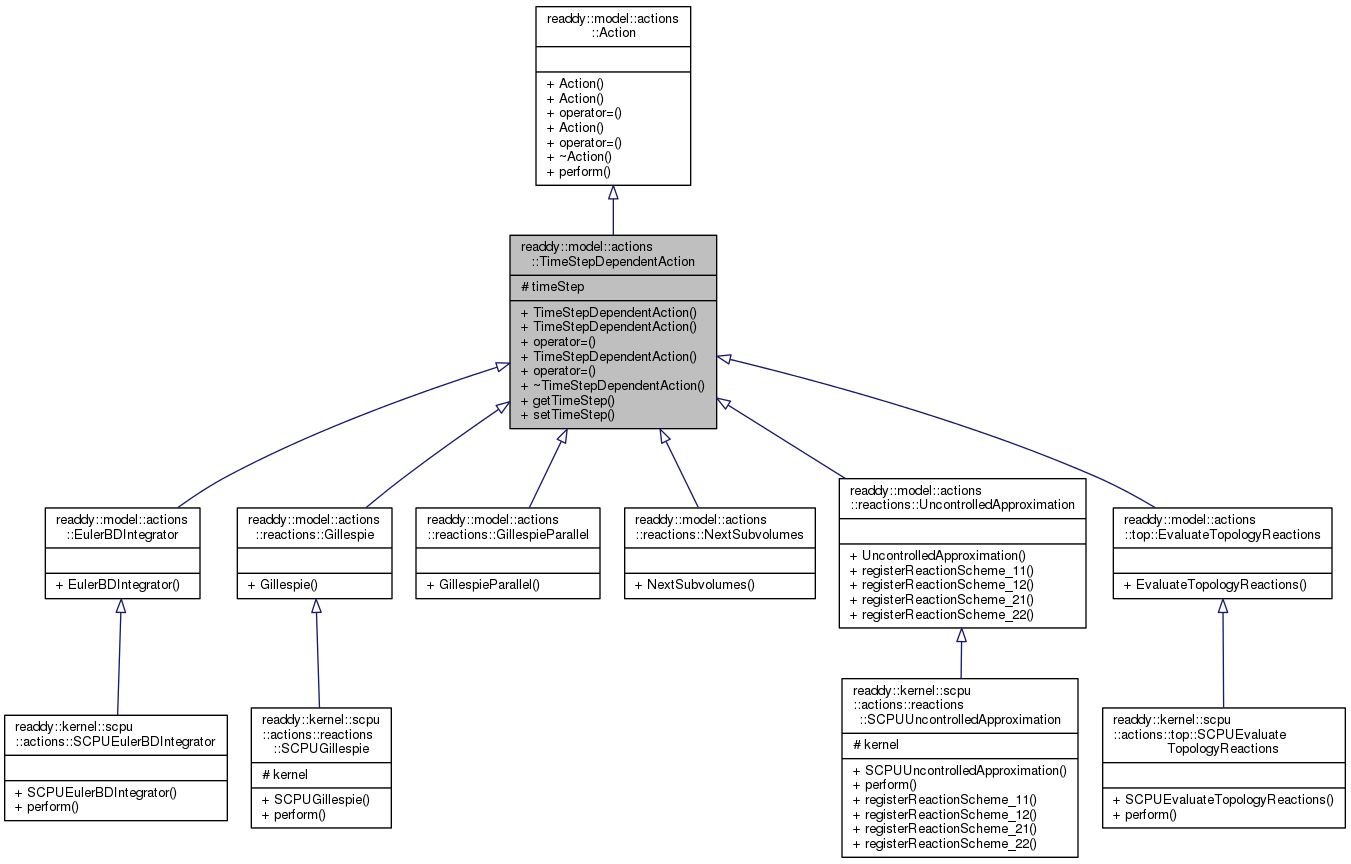 readdy::model::actions
::Action
+ Action()
+ Action()
+ operator=()
+ Action()
+ operator=()
+ ~Action()
+ perform()
readdy::model::actions
::TimeStepDependentAction
# timeStep
+ TimeStepDependentAction()
+ TimeStepDependentAction()
+ operator=()
+ TimeStepDependentAction()
+ operator=()
+ ~TimeStepDependentAction()
+ getTimeStep()
+ setTimeStep()
readdy::model::actions
::EulerBDIntegrator
+ EulerBDIntegrator()
readdy::model::actions
::reactions::Gillespie
+ Gillespie()
readdy::model::actions
::reactions::GillespieParallel
+ GillespieParallel()
readdy::model::actions
::reactions::NextSubvolumes
+ NextSubvolumes()
readdy::model::actions
::reactions::UncontrolledApproximation
+ UncontrolledApproximation()
+ registerReactionScheme_11()
+ registerReactionScheme_12()
+ registerReactionScheme_21()
+ registerReactionScheme_22()
readdy::model::actions
::top::EvaluateTopologyReactions
+ EvaluateTopologyReactions()
readdy::kernel::scpu
::actions::SCPUEulerBDIntegrator
+ SCPUEulerBDIntegrator()
+ perform()
readdy::kernel::scpu
::actions::reactions
::SCPUGillespie
# kernel
+ SCPUGillespie()
+ perform()
readdy::kernel::scpu
::actions::reactions
::SCPUUncontrolledApproximation
# kernel
+ SCPUUncontrolledApproximation()
+ perform()
+ registerReactionScheme_11()
+ registerReactionScheme_12()
+ registerReactionScheme_21()
+ registerReactionScheme_22()
readdy::kernel::scpu
::actions::top::SCPUEvaluate
TopologyReactions
+ SCPUEvaluateTopologyReactions()
+ perform()